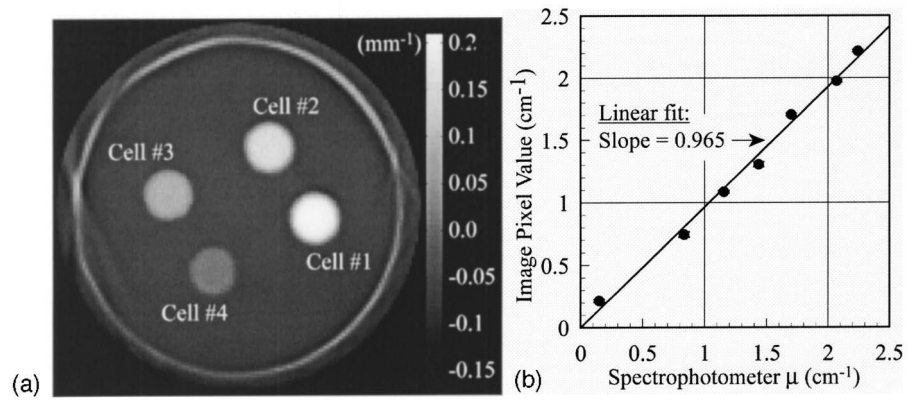 (mm-1)
0.2
0.1
0.05
0.0
-0.05
-0.1
-0.15
Cell #2
Cell #3
Cell #1
Cell #4
(a)
Image Pixel Value (cm-1)
2.5
2
1.5
1
0.5
0
Linear fit:
Slope = 0.965
0
0.5
1
1.5
2
2.5
Spectrophotometer μ (cm-1)
(b)